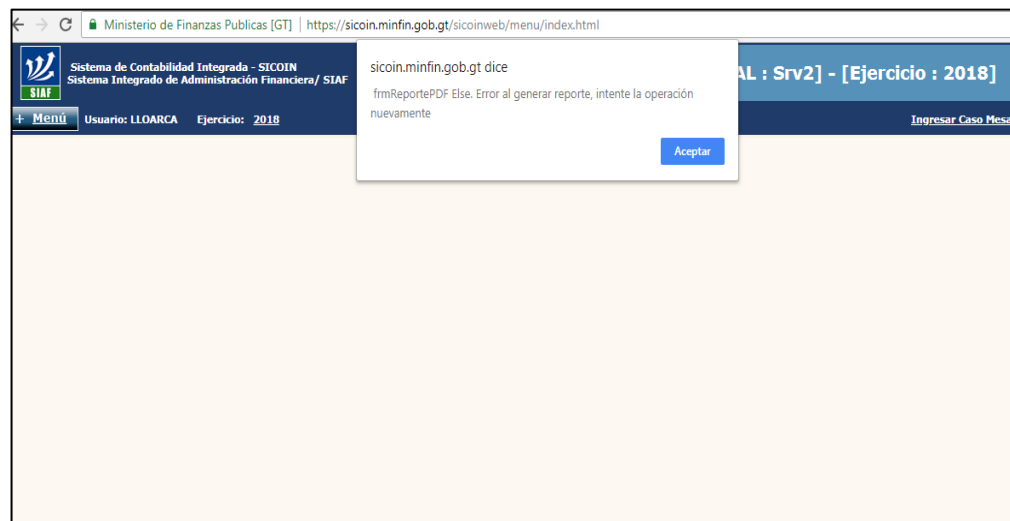 Ministerio de Finanzas Publicas [GT] | https://sicoin.minfin.gob.gt/sicoinweb/menu/index.html
SIAF
Sistema de Contabilidad Integrada - SICOIN
Sistema Integrado de Administración Financiera/ SIAF
AL : Srv2] - [Ejercicio : 2018]
+ Menú Usuario: LLOARCA Ejercicio: 2018
Ingresar Caso Mesa
sicoin.minfin.gob.gt dice
frmReportePDF Else. Error al generar reporte, intente la operación
nuevamente
Aceptar